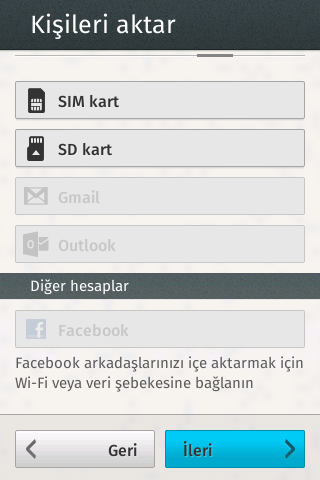 Kişileri aktar
SIM kart
SD kart
Gmail
Outlook
Diğer hesaplar
Facebook
Facebook arkadaşlarınızı içe aktarmak için
Wi-Fi veya veri şebekesine bağlanın
Geri
İleri